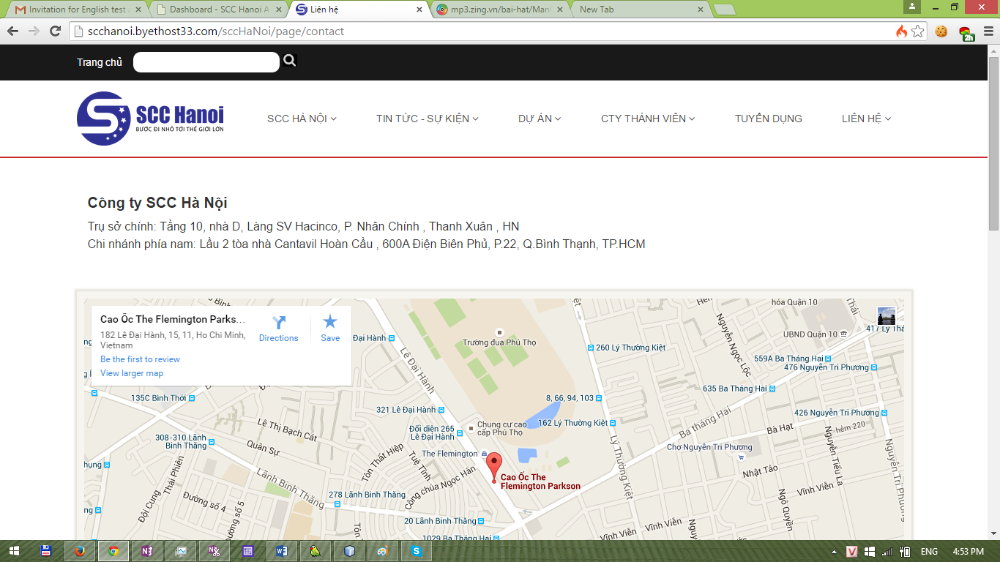 Invitation for English test
Dashboard - SCC Hanoi A
Liên hệ
mp3.zing.vn/bai-hat/Man
New Tab
scchanoi.byethost33.com/sccHaNoi/page/contact
2h
Trang chủ
SCC Hanoi
BƯỚC ĐI NHỎ TỚI THẾ GIỚI LỚN
SCC HÀ NỘI
TIN TỨC - SỰ KIỆN
DỰ ÁN
CTY THÀNH VIÊN
TUYỂN DỤNG
LIÊN HỆ
Công ty SCC Hà Nội
Trụ sở chính: Tầng 10, nhà D, Làng SV Hacinco, P. Nhân Chính , Thanh Xuân , HN
Chi nhánh phía nam: Lầu 2 tòa nhà Cantavil Hoàn Cầu , 600A Điện Biên Phủ, P.22, Q.Bình Thạnh, TP.HCM
Cao Ốc The Flemington Parks...
182 Lê Đại Hành, 15, 11, Ho Chi Minh,
Vietnam
Be the first to review
View larger map
Directions
Save
Đại Hành
Lê Đại Hành
Trường đua Phú Thọ
260 Lý Thường Kiệt
hóa Quận 10
UBND Quận 10
417 Lý Thá
Nguyễn Ngọc Lộc
559A Ba Tháng Hai
476 Nguyễn Tri Phương
635 Ba Tháng Hai
135C Bình Thới
321 Lê Đại Hành
8, 66, 94, 103
162 Lý Thường Kiệt
426 Nguyễn Tri Phương
Ba tháng Hai
Bà Hạt
hẻm 220
Lê Thị Bạch Cát
Đối diện 265
Lê Đại Hành
Chung cư cao
cấp Phú Thọ
308-310 Lãnh
Bình Thăng
Quân Sự
Tôn Thất Hiệp
The Flemington
Tuệ Tĩnh
Chợ Nguyễn Tri Phương
Nguyễn Tiểu La
Nguyễn Tri Phương
hung
Thái Phiên
Lãnh Binh Thăng
Công chúa Ngọc Hân
Cao Ốc The
Flemington Parkson
Lý Thường Kiệt
Nhật Tảo
Vĩnh Viễn
278 Lãnh Binh Thăng
Đội Cung
Đường số 4
Đường số 5
20 Lãnh Binh Thăng
Vĩnh Viễn
Ngô Quyền
Tôn
1029 Ba Tháng Hai
ENG
4:53 PM